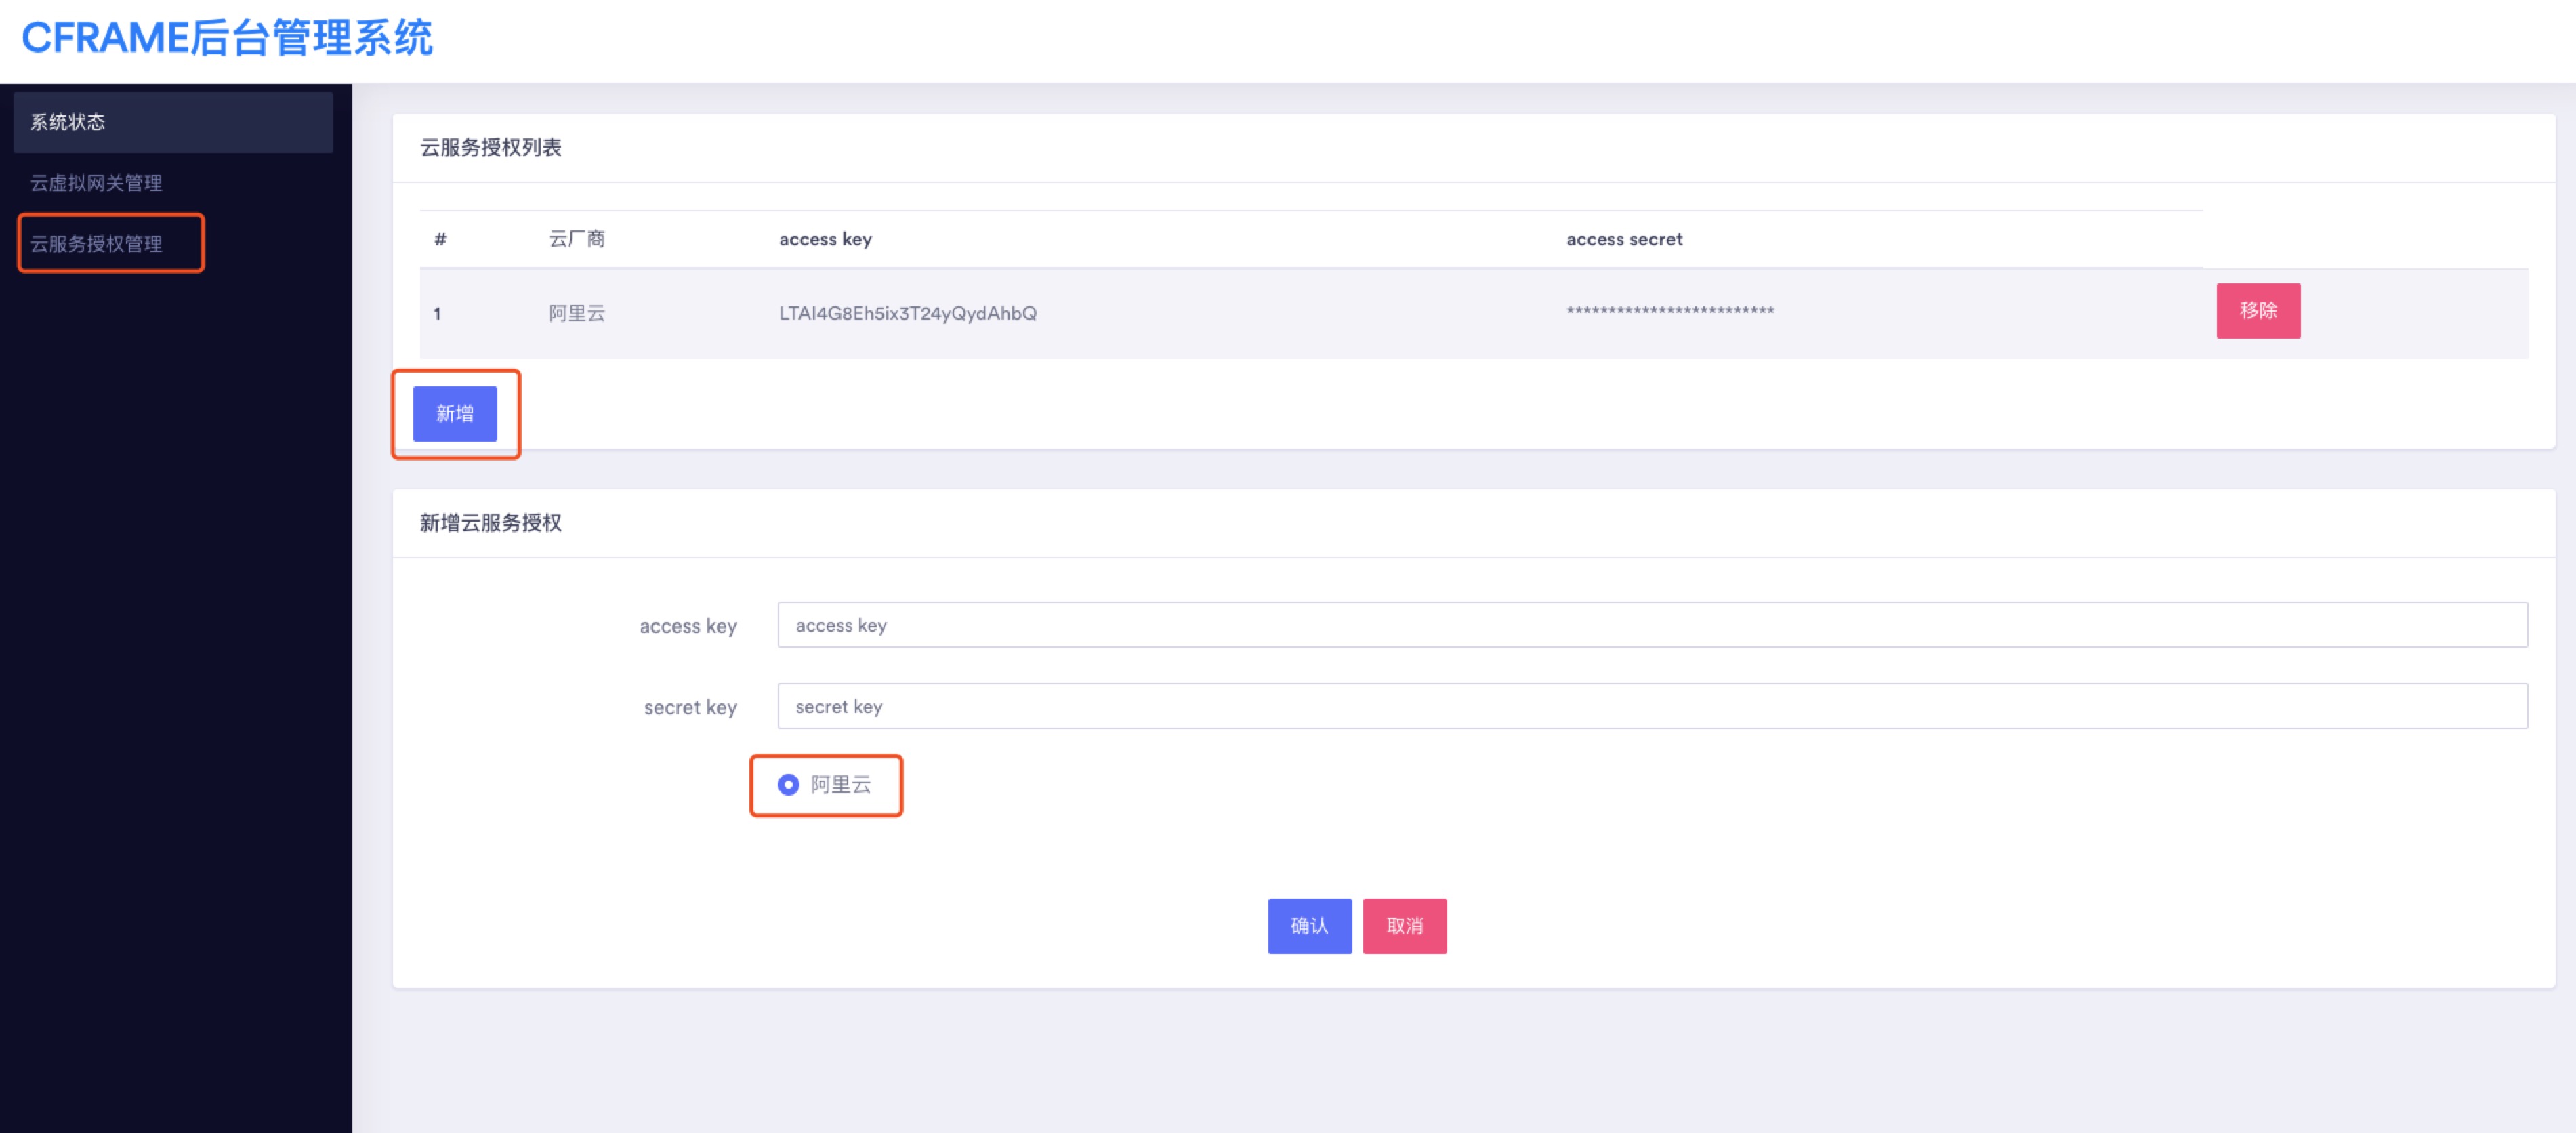 CFRAME后台管理系统
系统状态
云虚拟网关管理
云服务授权管理
云服务授权列表
# 云厂商 access key access secret
1 阿里云 LTAI4G8Eh5ix3T24yQydAhbQ ************************* 移除
新增
新增云服务授权
access key access key
secret key secret key
阿里云
确认 取消